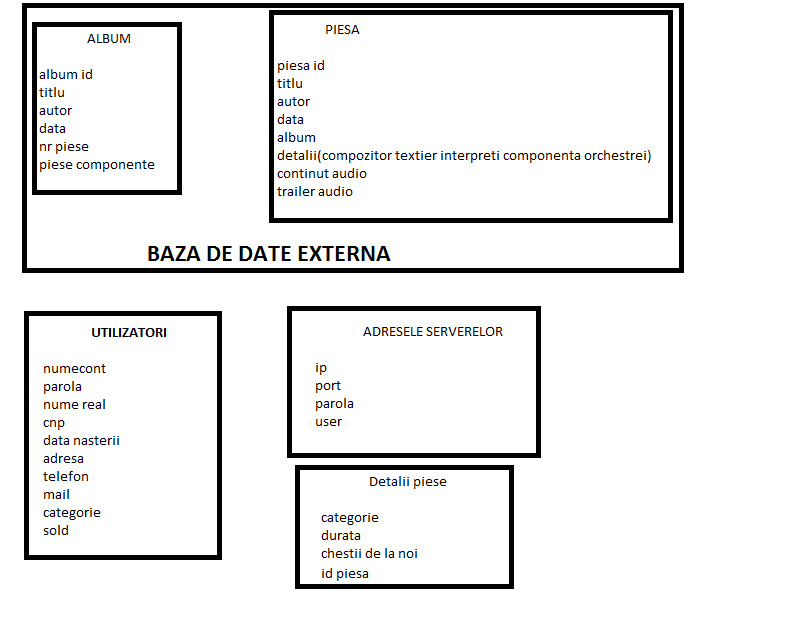 ALBUM
album id
titlu
autor
data
nr piese
piese componente
PIESA
piesa id
titlu
autor
data
album
detalii(compozitor textier interpreti componenta orchestrei)
continut audio
trailer audio
BAZA DE DATE EXTERNA
UTILIZATORI
numecont
parola
nume real
cnp
data nasterii
adresa
telefon
mail
categorie
sold
ADRESELE SERVERELOR
ip
port
parola
user
Detalii piese
categorie
durata
chestii de la noi
id piesa